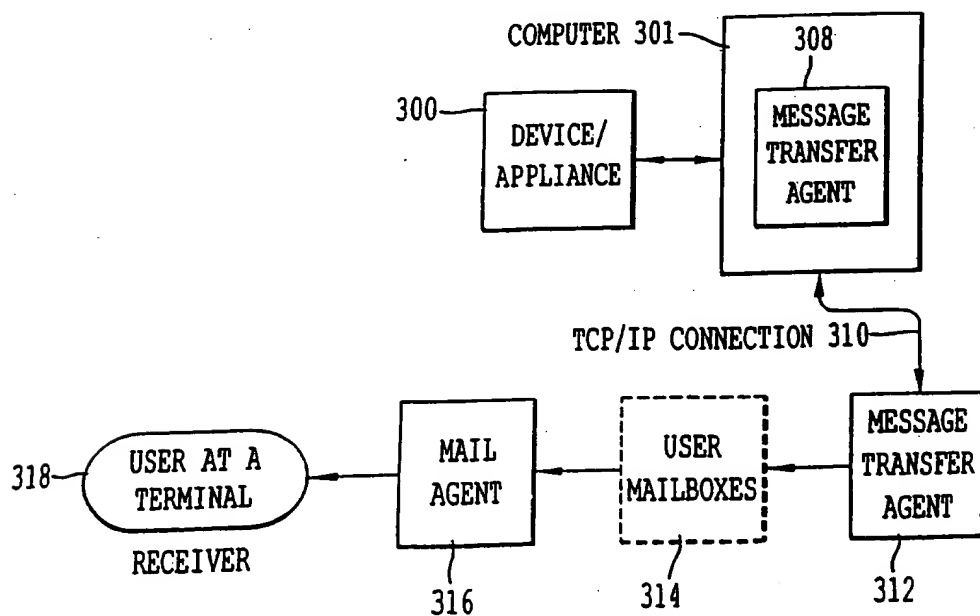 COMPUTER 301
308
MESSAGE
TRANSFER
AGENT
300
DEVICE/
APPLIANCE
TCP/IP CONNECTION 310
318
USER AT A
TERMINAL
RECEIVER
MAIL
AGENT
316
USER
MAILBOXES
314
MESSAGE
TRANSFER
AGENT
312